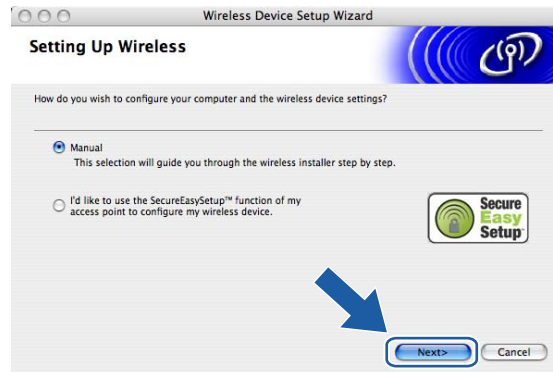 Wireless Device Setup Wizard
Setting Up Wireless
How do you wish to configure your computer and the wireless device settings?
Manual
This selection will guide you through the wireless installer step by step.
I'd like to use the SecureEasySetup™ function of my
access point to configure my wireless device.
Secure
Easy
Setup
Next> Cancel